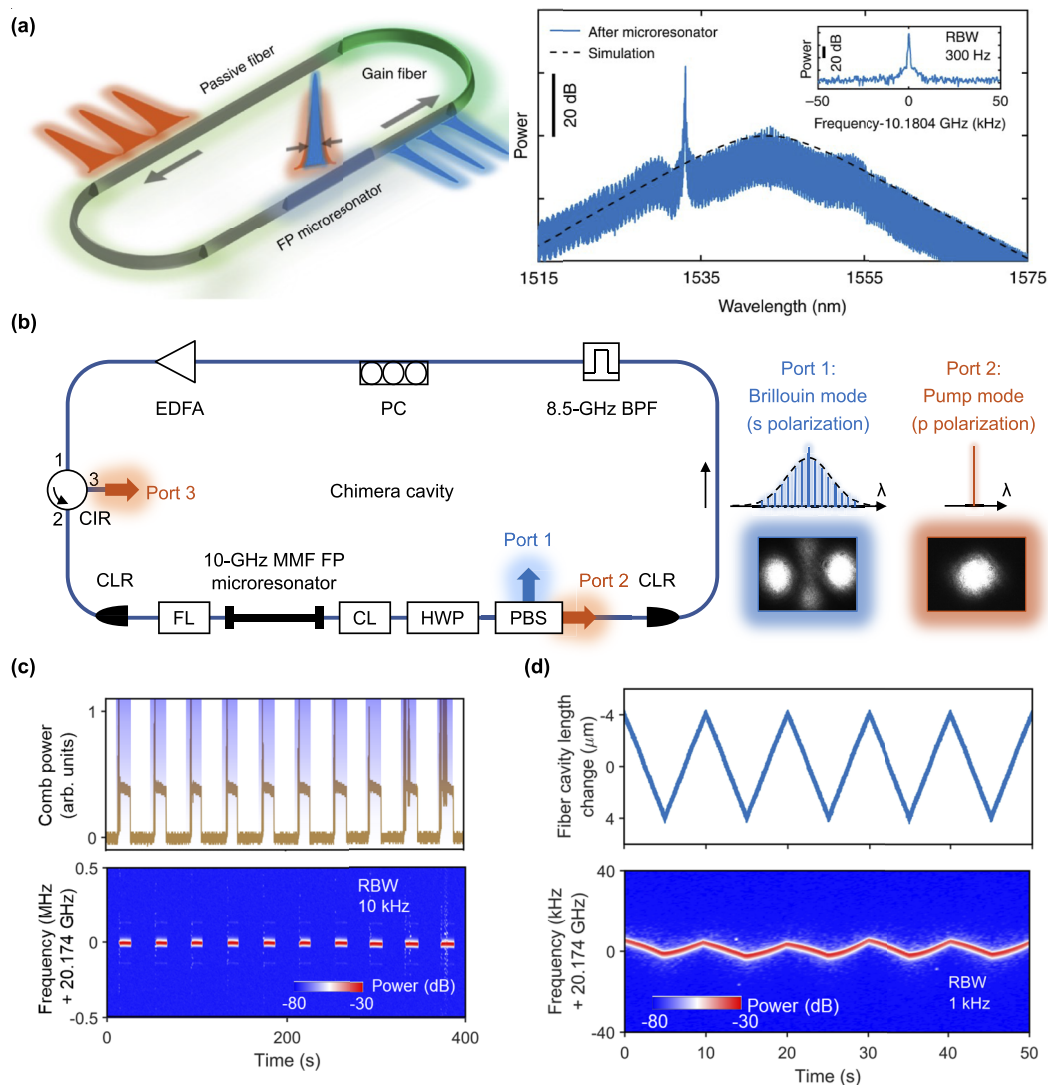 (a)
Passive fiber
Gain fiber
FP microresonator
After microresonator
Simulation
20 dB
Power
Power
20 dB
RBW
300 Hz
-50
0
50
Frequency-10.1804 GHz (kHz)
1515
1535
1555
1575
Wavelength (nm)
(b)
EDFA
PC
8.5-GHz BPF
1
3
2
CIR
Port 3
Chimera cavity
CLR
10-GHz MMF FP
microresonator
Port 1
Port 2
CLR
FL
CL
HWP
PBS
Port 1:
Brillouin mode
(s polarization)
λ
Port 2:
Pump mode
(p polarization)
λ
(c)
Comb power
(arb. units)
1
0
Frequency (MHz
+ 20.174 GHz)
0.5
0
-0.5
RBW
10 kHz
Power (dB)
-80
-30
0
200
400
Time (s)
(d)
Fiber cavity length
change (μm)
-4
0
4
Frequency (kHz
+ 20.174 GHz)
40
0
-40
Power (dB)
-80
-30
RBW
1 kHz
0
10
20
30
40
50
Time (s)